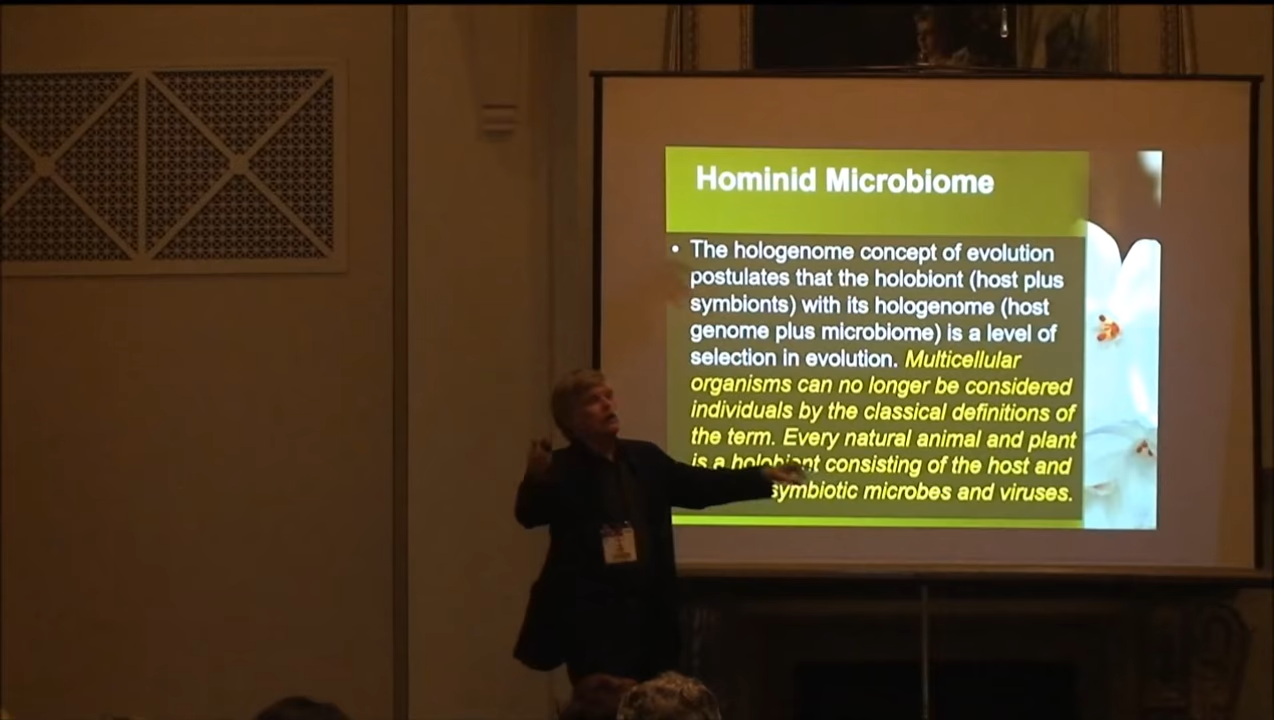 Hominid Microbiome
• The hologenome concept of evolution
postulates that the holobiont (host plus
symbionts) with its hologenome (host
genome plus microbiome) is a level of
selection in evolution. Multicellular
organisms can no longer be considered
individuals by the classical definitions of
the term. Every natural animal and plant
is a holobiont consisting of the host and
symbiotic microbes and viruses.